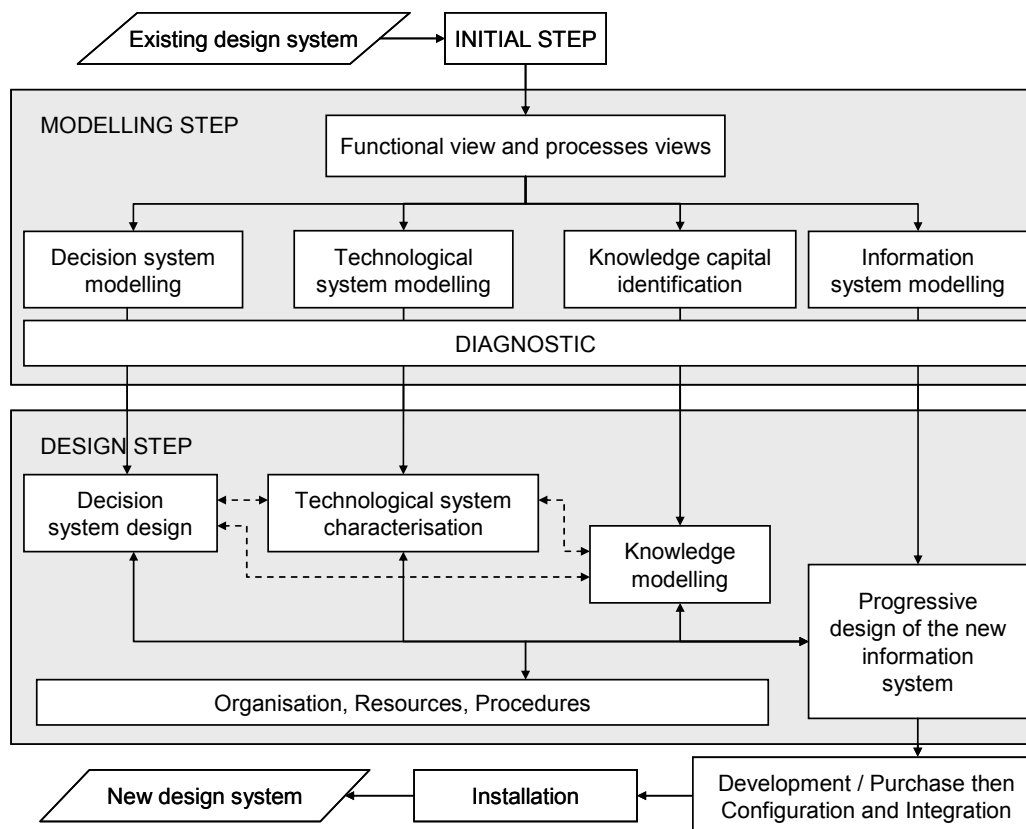 Existing design system
INITIAL STEP
MODELLING STEP
Functional view and processes views
Decision system
modelling
Technological
system modelling
Knowledge capital
identification
Information
system modelling
DIAGNOSTIC
DESIGN STEP
Decision
system design
Technological system
characterisation
Knowledge
modelling
Progressive
design of the new
information
system
Organisation, Resources, Procedures
New design system
Installation
Development / Purchase then
Configuration and Integration